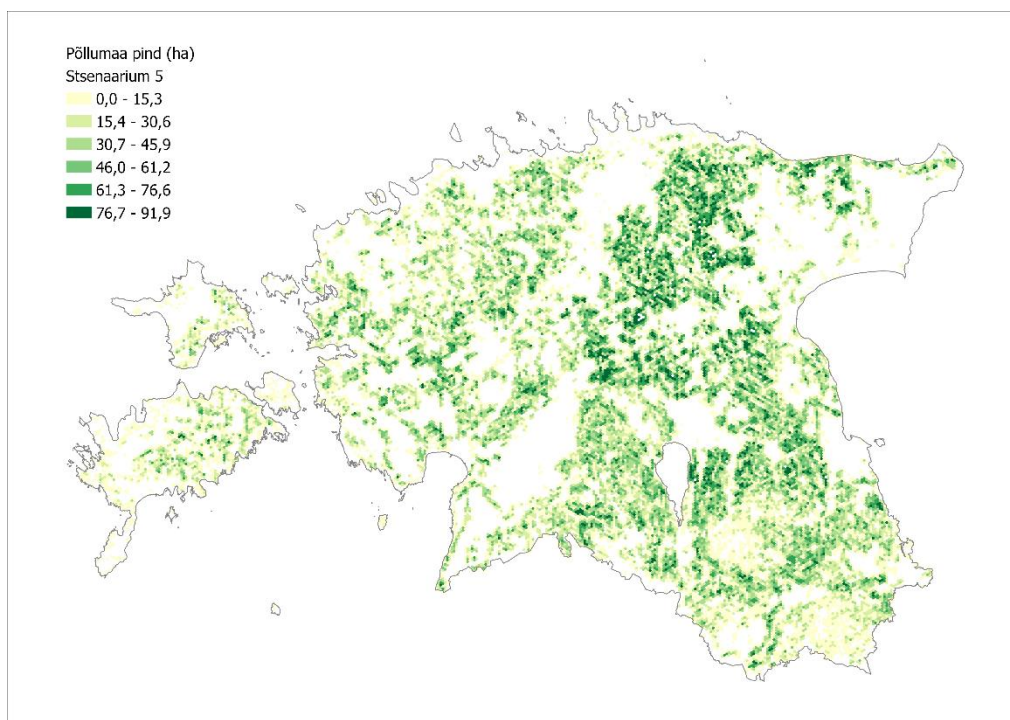 Põllumaa pind (ha)
Stsenaarium 5
0,0 - 15,3
15,4 - 30,6
30,7 - 45,9
46,0 - 61,2
61,3 - 76,6
76,7 - 91,9